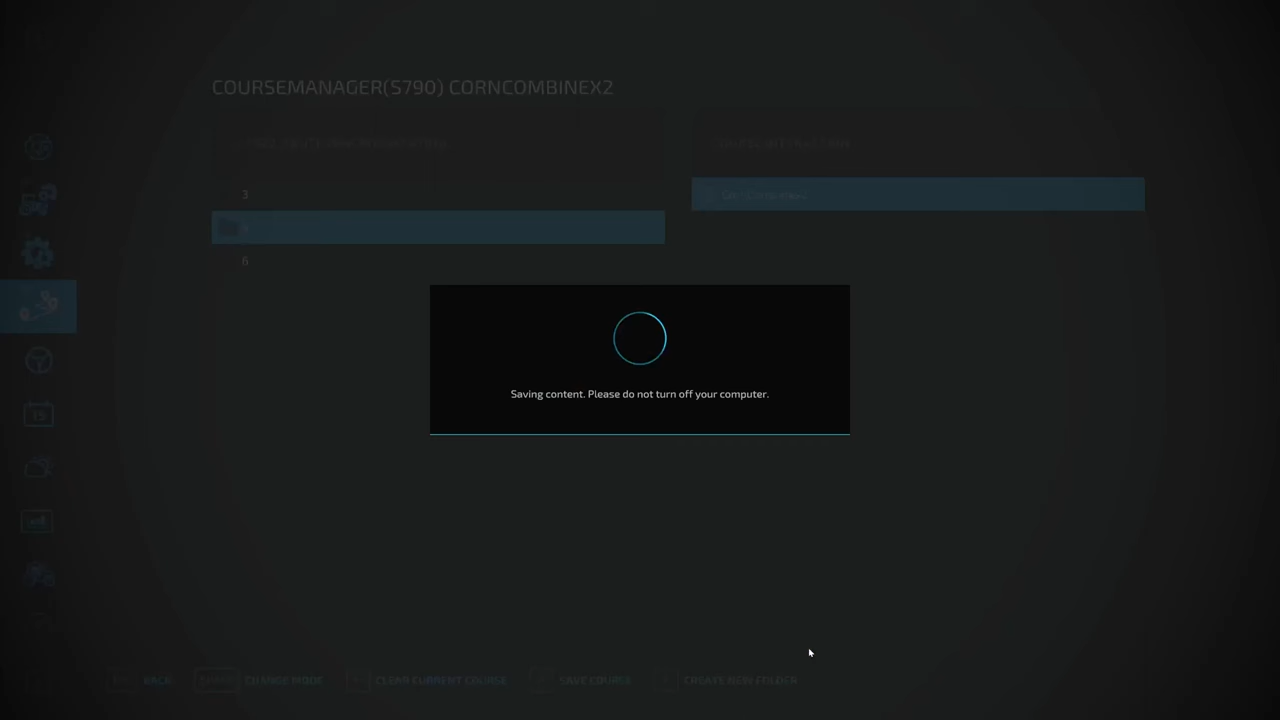 COURSEMANAGER(S790) CORNCOMBINEX2
3
6
Saving content. Please do not turn off your computer.
15
BACK
CHANGE MODE
CLEAR CURRENT COURSE
SAVE COURSE
CREATE NEW FOLDER